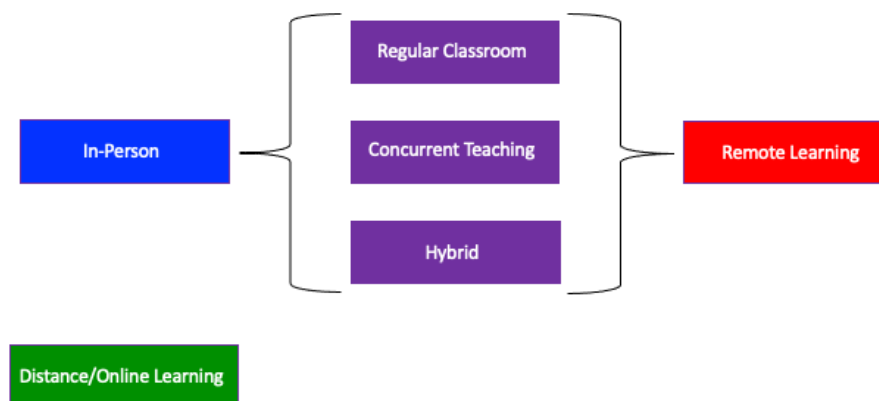 Regular Classroom
In-Person
Concurrent Teaching
Remote Learning
Hybrid
Distance/Online Learning